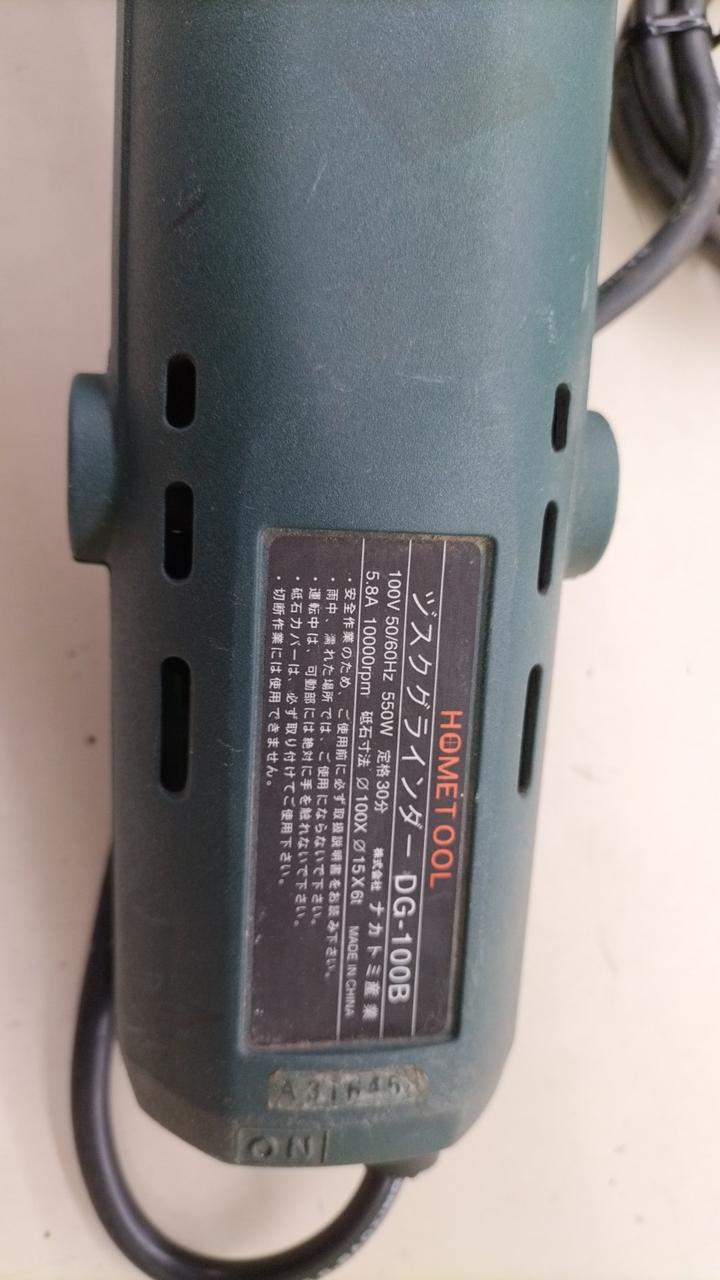 HOMETOOL
ヅスクグラインダー DG-100B
100V 50/60Hz 550W 定格30分 株式会社 ナカトミ産業
5.8A 10000rpm 砥石寸法 Ø100XØ15X6t MADE IN CHINA
・安全作業のため、ご使用前に必ず取扱説明書をお読み下さい。
・雨中、濡れた場所では、ご使用にならないで下さい。
・運転中は、可動部には絶対に手を触れないで下さい。
・砥石カバーは、必ず取り付けてご使用下さい。
・切断作業には使用できません。
ON